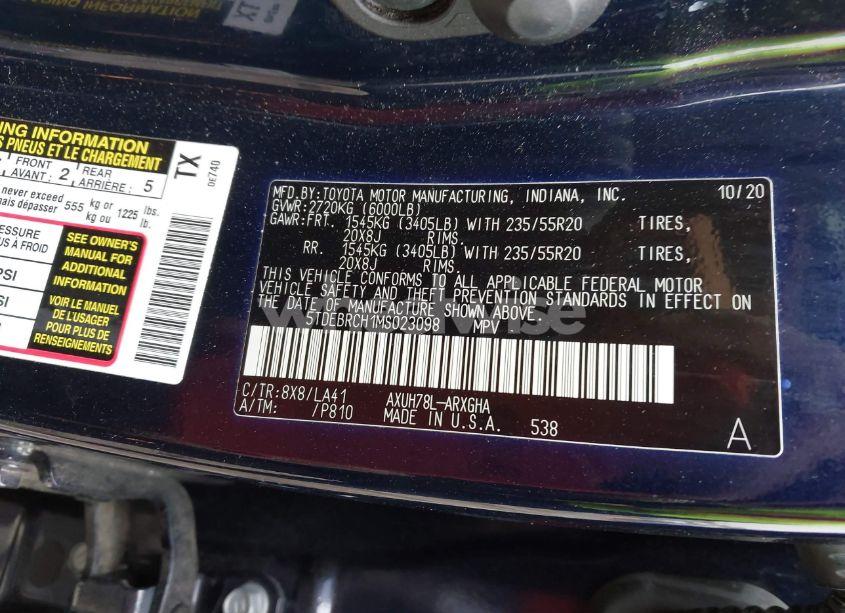 TX
ING INFORMATION
S PNEUS ET LE CHARGEMENT
FRONT
AVANT: 2
REAR
ARRIÈRE: 5
never exceed
mais dépasser 555 kg or
kg ou 1225 lbs.
lb.
TX
0E740
PRESSURE
US À FROID
PSI
SI
SI
SEE OWNER'S
MANUAL FOR
ADDITIONAL
INFORMATION
VOIR LE MANUEL
DE L'USAGER
POUR PLUS DE
RENSEIGNEMENTS
MFD.BY:TOYOTA MOTOR MANUFACTURING, INDIANA, INC. 10/20
GVWR:2720KG (6000LB)
GAWR:FRT. 1545KG (3405LB) WITH 235/55R20 TIRES,
20X8J RIMS.
RR. 1545KG (3405LB) WITH 235/55R20 TIRES,
20X8J RIMS.
THIS VEHICLE CONFORMS TO ALL APPLICABLE FEDERAL MOTOR
VEHICLE SAFETY AND THEFT PREVENTION STANDARDS IN EFFECT ON
THE DATE OF MANUFACTURE SHOWN ABOVE.
5TDEBRCH1MS023098 MPV
C/TR:8X8/LA41 AXUH78L-ARXGHA
A/TM: /P810 MADE IN U.S.A. 538
A